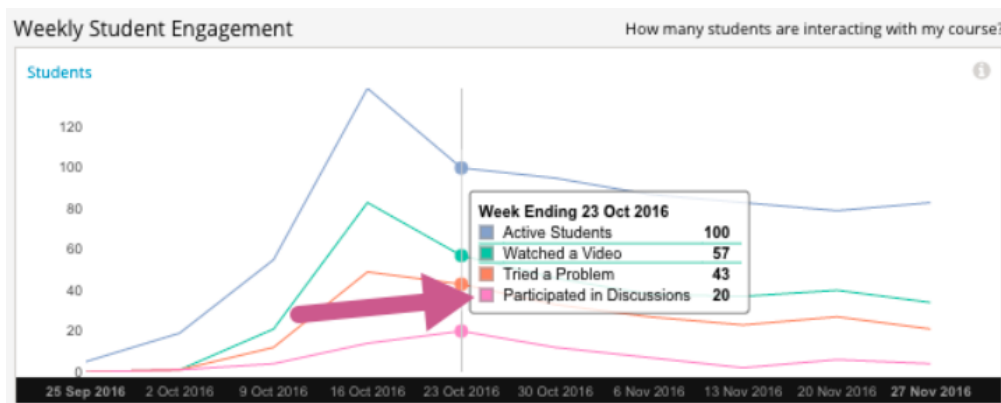 Weekly Student Engagement
How many students are interacting with my course?
Students
120
100
80
60
40
20
0
Week Ending 23 Oct 2016
Active Students 100
Watched a Video 57
Tried a Problem 43
Participated in Discussions 20
25 Sep 2016 2 Oct 2016 9 Oct 2016 16 Oct 2016 23 Oct 2016 30 Oct 2016 6 Nov 2016 13 Nov 2016 20 Nov 2016 27 Nov 2016